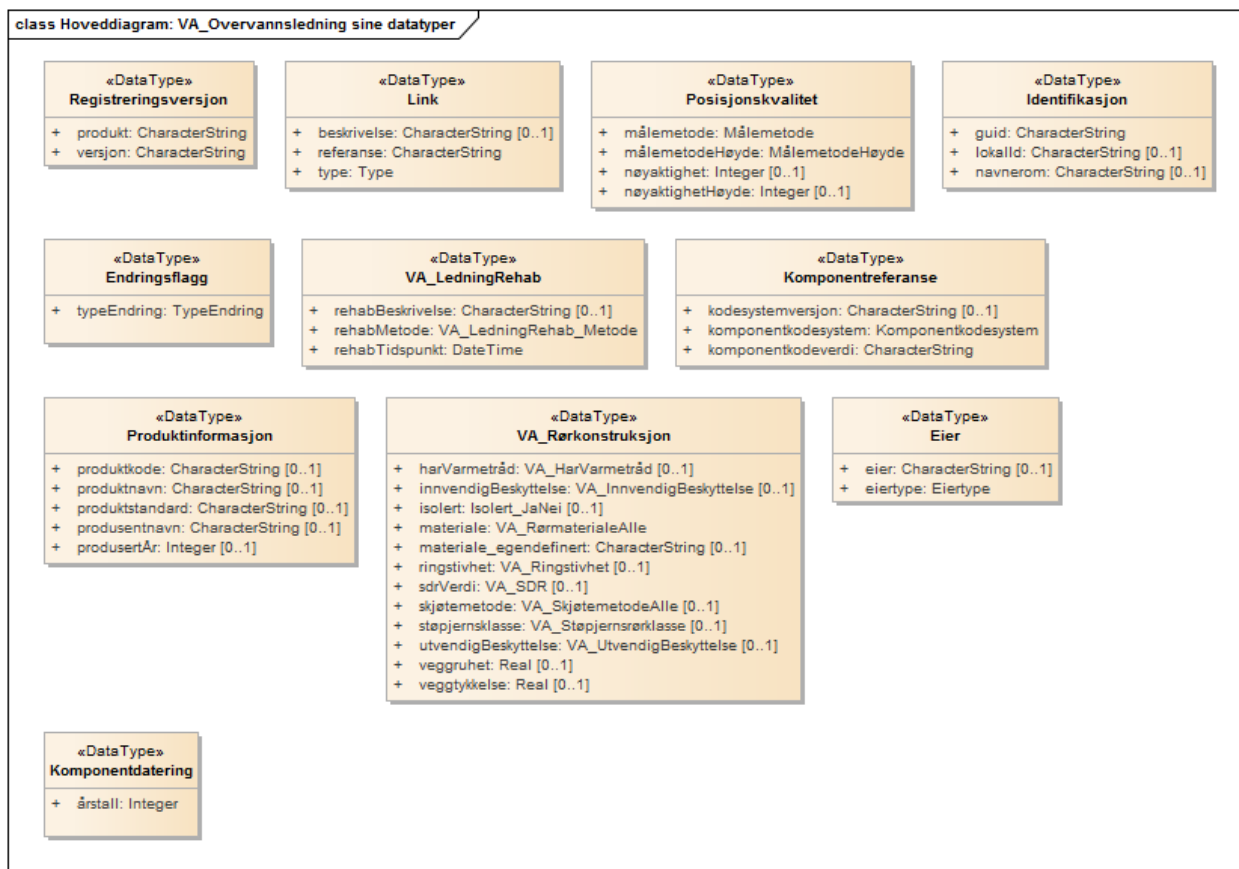 class Hoveddiagram: VA_Overvannsledning sine datatyper
«DataType»
Registreringsversjon
+ produkt: CharacterString
+ versjon: CharacterString
«DataType»
Link
+ beskrivelse: CharacterString [0..1]
+ referanse: CharacterString
+ type: Type
«DataType»
Posisjonskvalitet
+ målemetode: Målemetode
+ målemetodeHøyde: MålemetodeHøyde
+ nøyaktighet: Integer [0..1]
+ nøyaktighetHøyde: Integer [0..1]
«DataType»
Identifikasjon
+ guid: CharacterString
+ lokalId: CharacterString [0..1]
+ navnerom: CharacterString [0..1]
«DataType»
Endringsflagg
+ typeEndring: TypeEndring
«DataType»
VA_LedningRehab
+ rehabBeskrivelse: CharacterString [0..1]
+ rehabMetode: VA_LedningRehab_Metode
+ rehabTidspunkt: DateTime
«DataType»
Komponentreferanse
+ kodesystemversjon: CharacterString [0..1]
+ komponentkodesystem: Komponentkodesystem
+ komponentkodeverdi: CharacterString
«DataType»
Produktinformasjon
+ produktkode: CharacterString [0..1]
+ produktnavn: CharacterString [0..1]
+ produktstandard: CharacterString [0..1]
+ produsentnavn: CharacterString [0..1]
+ produsertÅr: Integer [0..1]
«DataType»
VA_Rørkonstruksjon
+ harVarmetråd: VA_HarVarmetråd [0..1]
+ innvendigBeskyttelse: VA_InnvendigBeskyttelse [0..1]
+ isolert: Isolert_JaNei [0..1]
+ materiale: VA_RørmaterialeAlle
+ materiale_egendefinert: CharacterString [0..1]
+ ringstivhet: VA_Ringstivhet [0..1]
+ sdrVerdi: VA_SDR [0..1]
+ skjøtemetode: VA_SkjøtemetodeAlle [0..1]
+ støpjernsklasse: VA_Støpjernsrørklasse [0..1]
+ utvendigBeskyttelse: VA_UtvendigBeskyttelse [0..1]
+ veggruhet: Real [0..1]
+ veggtykkelse: Real [0..1]
«DataType»
Eier
+ eier: CharacterString [0..1]
+ eiertype: Eiertype
«DataType»
Komponentdatering
+ årstall: Integer